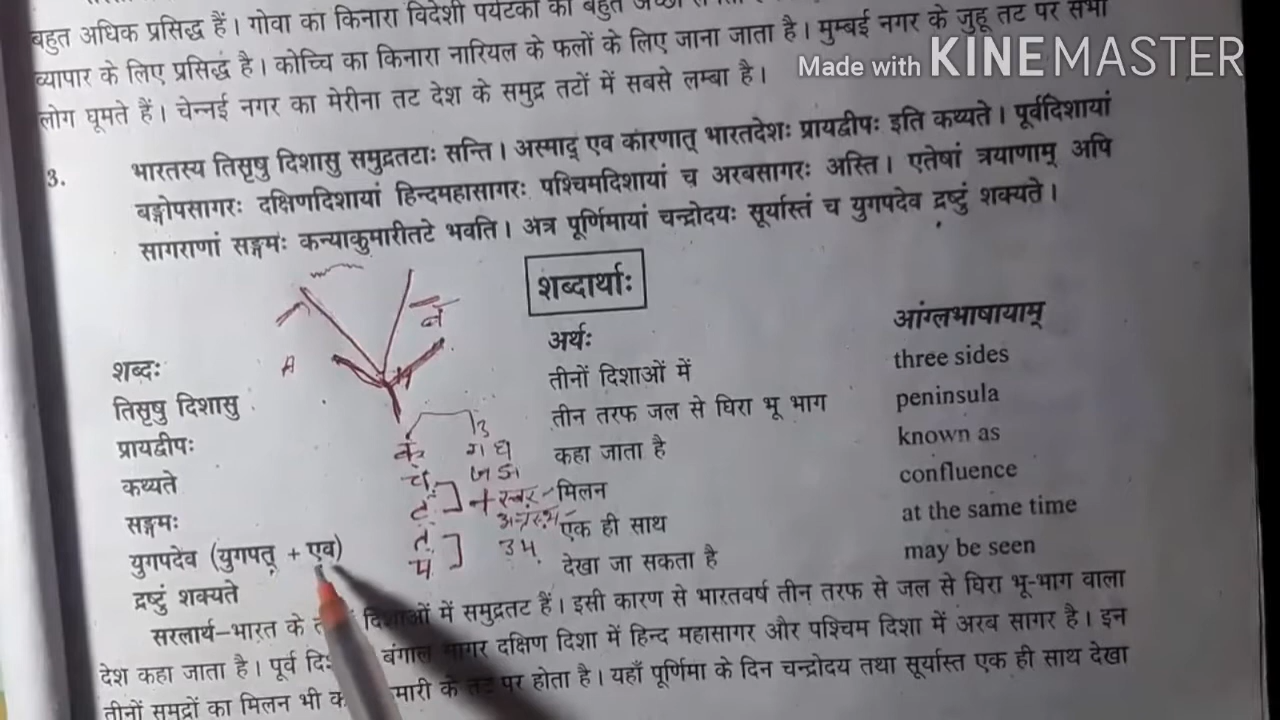 बहुत अधिक प्रसिद्ध हैं। गोवा का किनारा विदेशी पर्यटकों को बहुत
व्यापार के लिए प्रसिद्ध है। कोच्चि का किनारा नारियल के फलों के लिए जाना जाता है। मुम्बई नगर के जुहू तट पर सभी
लोग घूमते हैं। चेन्नई नगर का मेरीना तट देश के समुद्र तटों में सबसे लम्बा है।
Made with KINEMASTER
3. भारतस्य तिसृषु दिशासु समुद्रतटाः सन्ति। अस्माद् एव कारणात् भारतदेशः प्रायद्वीपः इति कथ्यते। पूर्वदिशायां
बङ्गोपसागरः दक्षिणदिशायां हिन्दमहासागरः पश्चिमदिशायां च अरबसागरः अस्ति। एतेषां त्रयाणाम् अपि
सागराणां सङ्गमः कन्याकुमारीतटे भवति। अत्र पूर्णिमायां चन्द्रोदयः सूर्यास्तं च युगपदेव द्रष्टुं शक्यते।
शब्दार्थाः
शब्दः अर्थः आंग्लभाषायाम्
तिसृषु दिशासु तीनों दिशाओं में three sides
प्रायद्वीपः तीन तरफ जल से घिरा भू भाग peninsula
कथ्यते कहा जाता है known as
सङ्गमः मिलन confluence
युगपदेव (युगपत् + एव) एक ही साथ at the same time
द्रष्टुं शक्यते देखा जा सकता है may be seen
A
क ग घ
+ स्वर
सरलार्थ–भारत के दिशाओं में समुद्रतट हैं। इसी कारण से भारतवर्ष तीन तरफ से जल से घिरा भू-भाग वाला
देश कहा जाता है। पूर्व बंगाल सागर दक्षिण दिशा में हिन्द महासागर और पश्चिम दिशा में अरब सागर है। इन
तीनों समुद्रों का मिलन भी के तट पर होता है। यहाँ पूर्णिमा के दिन चन्द्रोदय तथा सूर्यास्त एक ही साथ देखा